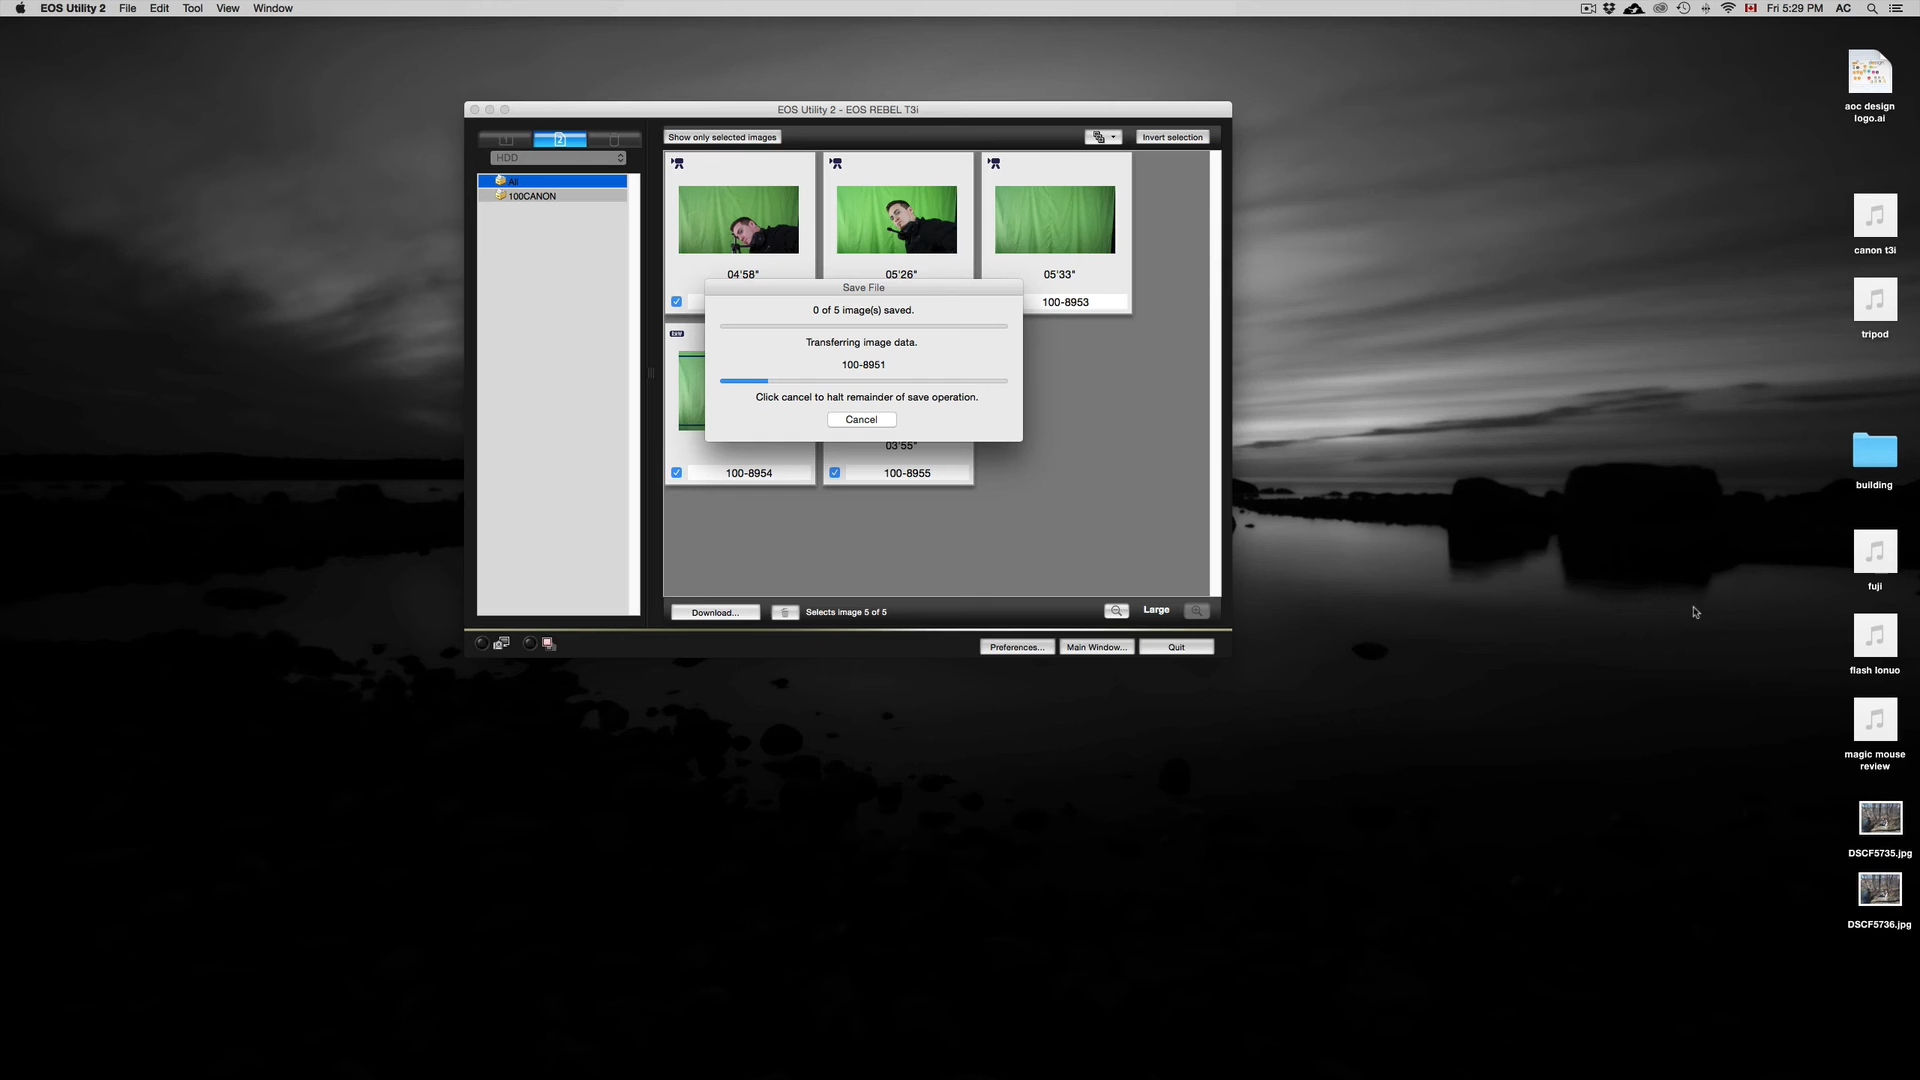 EOS Utility 2 File Edit Tool View Window
Fri 5:29 PM AC
EOS Utility 2 - EOS REBEL T3i
1 2
HDD
All
100CANON
Show only selected images
Invert selection
04'58"
05'26"
05'33"
100-8953
Save File
0 of 5 image(s) saved.
Transferring image data.
100-8951
Click cancel to halt remainder of save operation.
Cancel
RAW
03'55"
100-8954
100-8955
Download...
Selects image 5 of 5
Large
Preferences...
Main Window...
Quit
aoc design
logo.ai
canon t3i
tripod
building
fuji
flash lonuo
magic mouse
review
DSCF5735.jpg
DSCF5736.jpg